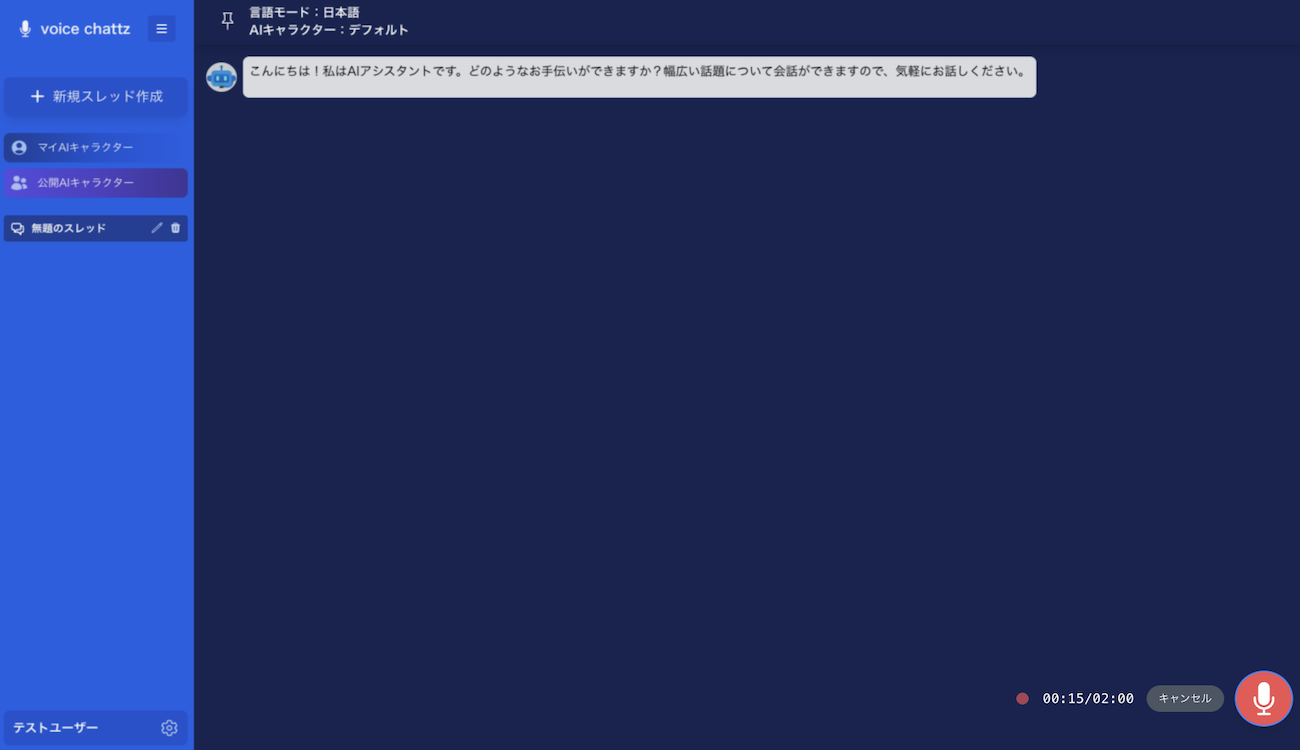 voice chattz
新規スレッド作成
マイAIキャラクター
公開AIキャラクター
無題のスレッド
テストユーザー
言語モード：日本語
AIキャラクター：デフォルト
こんにちは！私はAIアシスタントです。どのようなお手伝いができますか？幅広い話題について会話ができますので、気軽にお話しください。
00:15/02:00
キャンセル